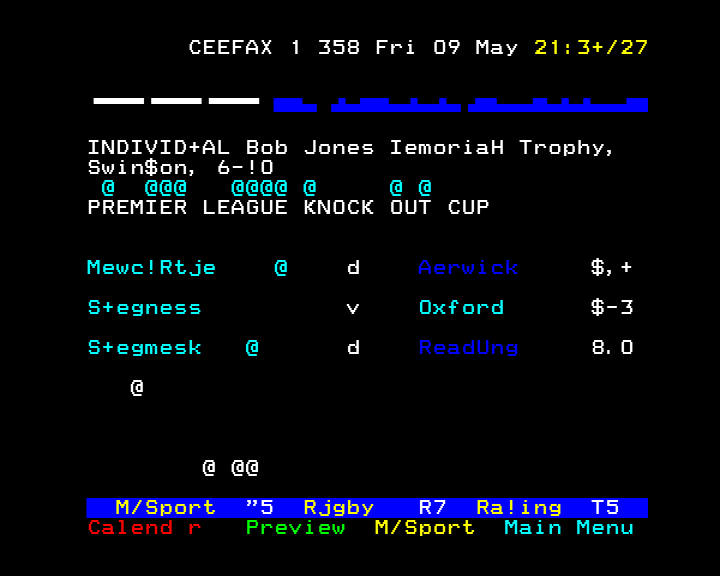 CEEFAX 1 358 Fri 09 May 21:3+/27
INDIVID+AL Bob Jones IemoriaH Trophy,
Swin$on, 6-!0
@ @@@ @@@@ @ @ @
PREMIER LEAGUE KNOCK OUT CUP
Mewc!Rtje @ d Aerwick $,+
S+egness v Oxford $-3
S+egmesk @ d ReadUng 8.0
@
@ @@
M/Sport "5 Rjgby R7 Ra!ing T5
Calend r Preview M/Sport Main Menu